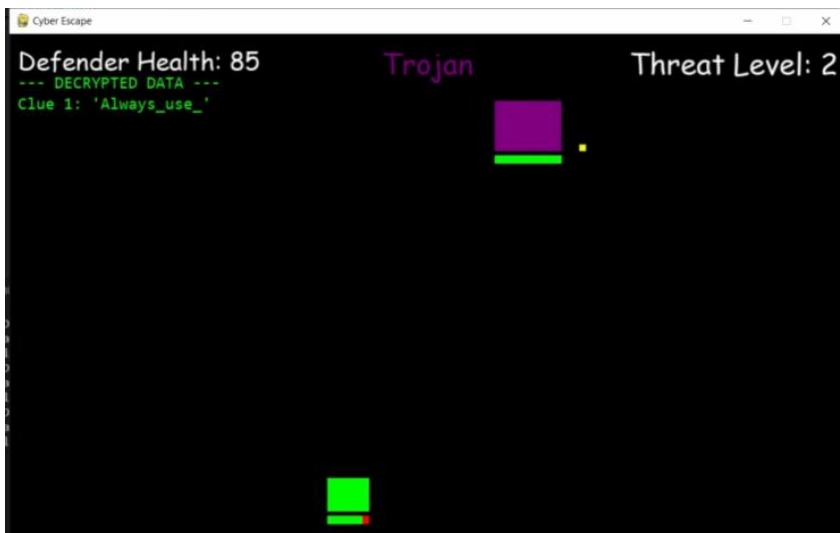 Cyber Escape
Defender Health: 85
Trojan
Threat Level: 2
--- DECRYPTED DATA ---
Clue 1: 'Always_use_'